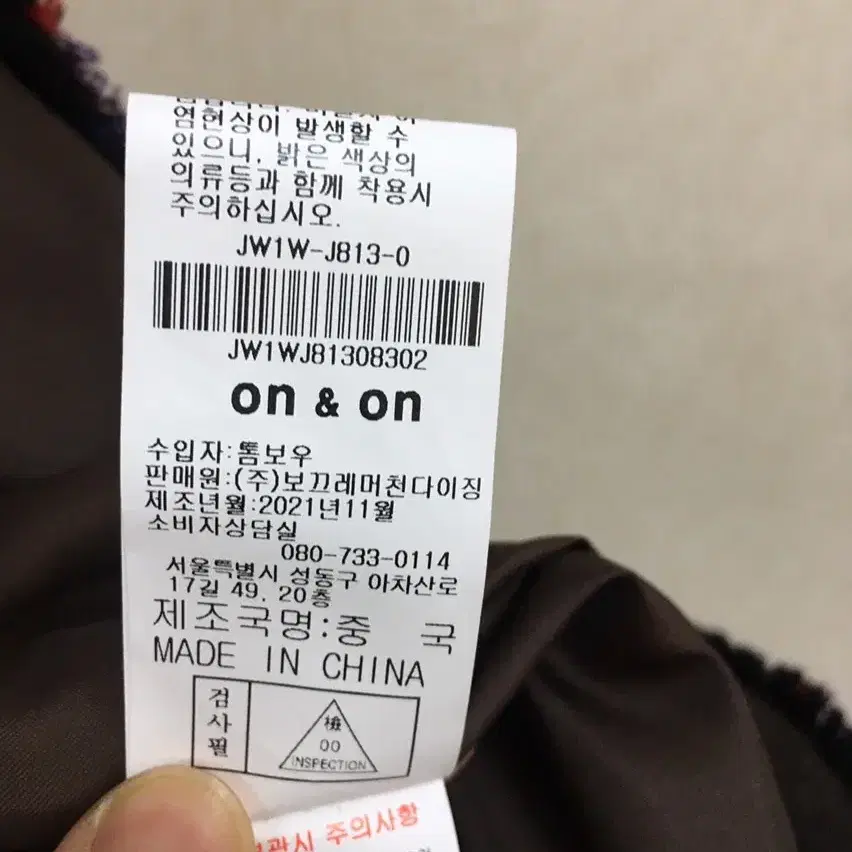 염현상이 발생할 수
있으니, 밝은 색상의
의류등과 함께 착용시
주의하십시오.
JW1W-J813-0
JW1WJ81308302
on & on
수입자:톰보우
판매원:(주)보끄레머천다이징
제조년월:2021년11월
소비자상담실
080-733-0114
서울특별시 성동구 아차산로
17길 49, 20층
제조국명:중 국
MADE IN CHINA
검사필
檢
00
INSPECTION
주의사항